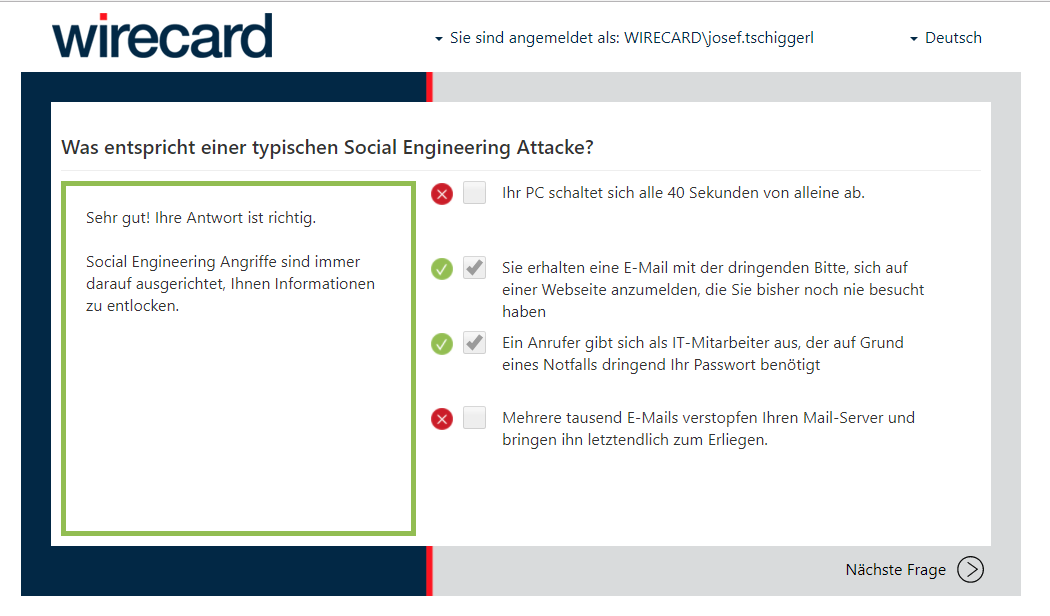 wirecard
Sie sind angemeldet als: WIRECARD\josef.tschiggerl
Deutsch
Was entspricht einer typischen Social Engineering Attacke?
Sehr gut! Ihre Antwort ist richtig.
Social Engineering Angriffe sind immer
darauf ausgerichtet, Ihnen Informationen
zu entlocken.
Ihr PC schaltet sich alle 40 Sekunden von alleine ab.
Sie erhalten eine E-Mail mit der dringenden Bitte, sich auf
einer Webseite anzumelden, die Sie bisher noch nie besucht
haben
Ein Anrufer gibt sich als IT-Mitarbeiter aus, der auf Grund
eines Notfalls dringend Ihr Passwort benötigt
Mehrere tausend E-Mails verstopfen Ihren Mail-Server und
bringen ihn letztendlich zum Erliegen.
Nächste Frage